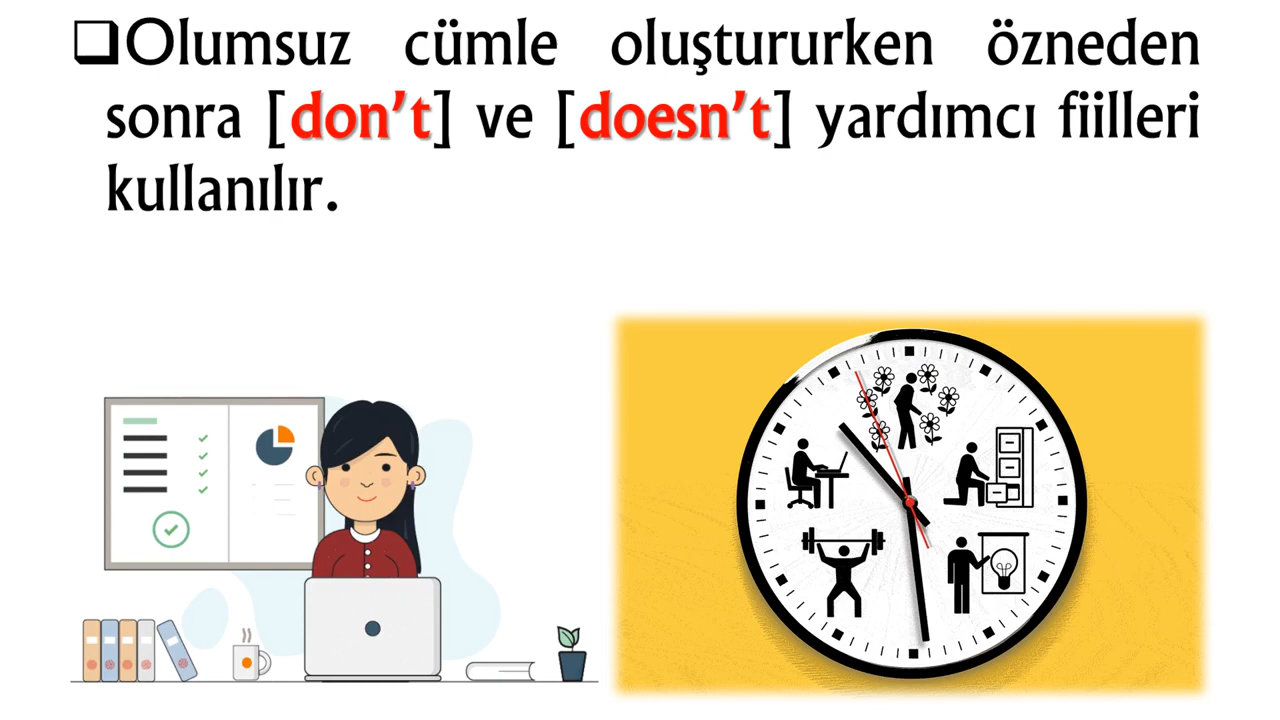 ❑Olumsuz cümle oluştururken özneden
sonra [don’t] ve [doesn’t] yardımcı fiilleri
kullanılır.